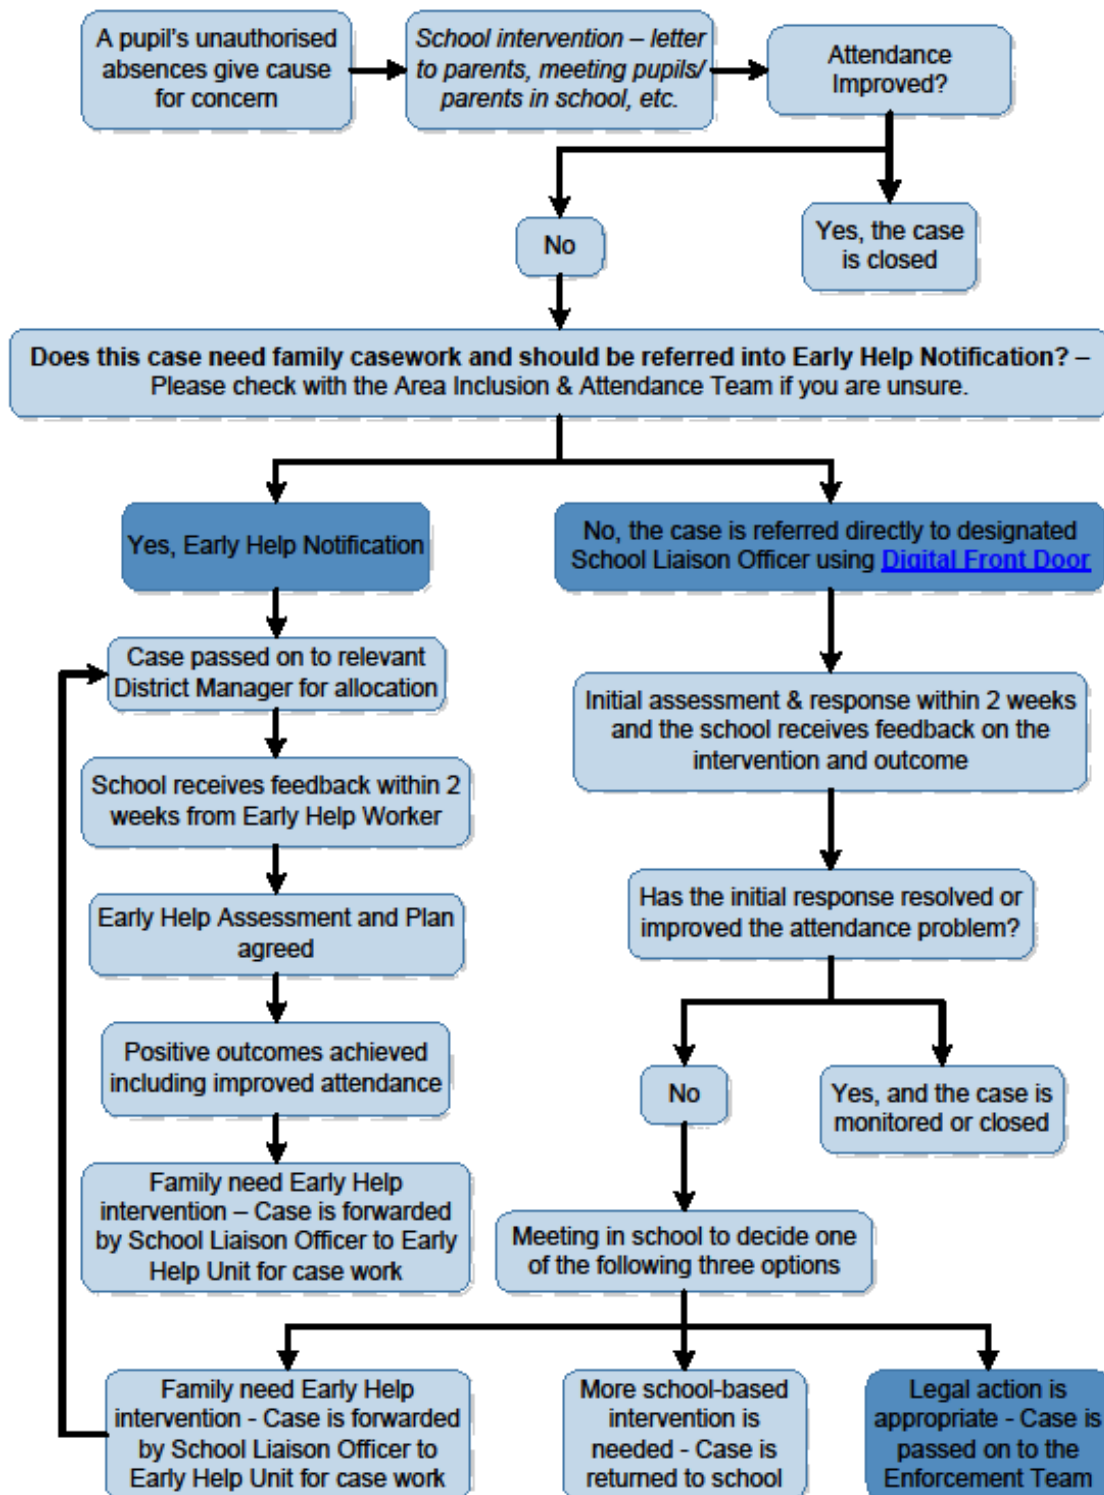 A pupil's unauthorised
absences give cause
for concern
School intervention – letter
to parents, meeting pupils/
parents in school, etc.
Attendance
Improved?
No
Yes, the case
is closed
Does this case need family casework and should be referred into Early Help Notification? –
Please check with the Area Inclusion & Attendance Team if you are unsure.
Yes, Early Help Notification
No, the case is referred directly to designated
School Liaison Officer using Digital Front Door
Case passed on to relevant
District Manager for allocation
Initial assessment & response within 2 weeks
and the school receives feedback on the
intervention and outcome
School receives feedback within 2
weeks from Early Help Worker
Has the initial response resolved or
improved the attendance problem?
Early Help Assessment and Plan
agreed
Positive outcomes achieved
including improved attendance
No
Yes, and the case is
monitored or closed
Family need Early Help
intervention – Case is forwarded
by School Liaison Officer to Early
Help Unit for case work
Meeting in school to decide one
of the following three options
Family need Early Help
intervention - Case is forwarded
by School Liaison Officer to
Early Help Unit for case work
More school-based
intervention is
needed - Case is
returned to school
Legal action is
appropriate - Case is
passed on to the
Enforcement Team